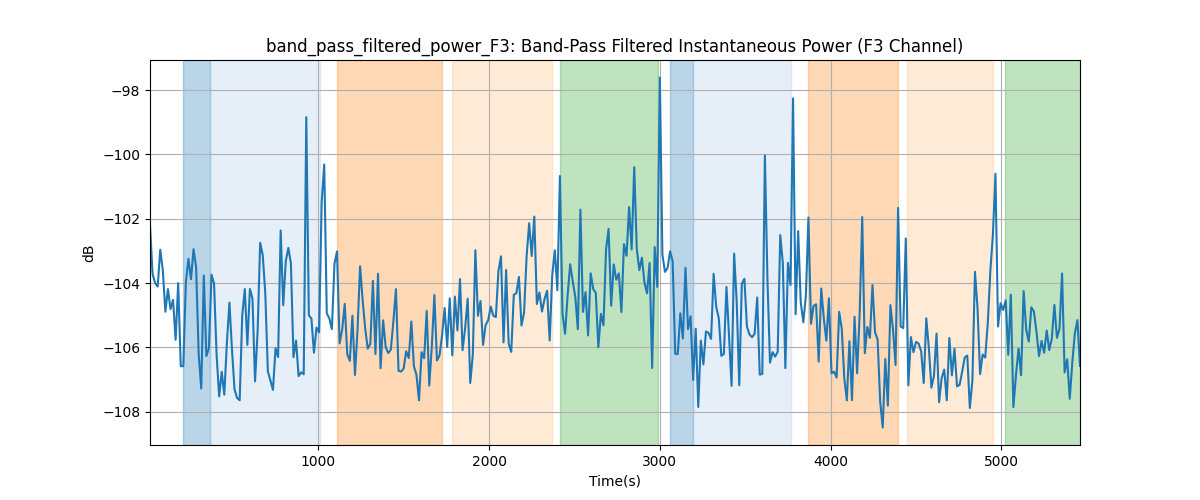 band_pass_filtered_power_F3: Band-Pass Filtered Instantaneous Power (F3 Channel)
−98
−100
−102
−104
−106
−108
dB
1000 2000 3000 4000 5000
Time(s)